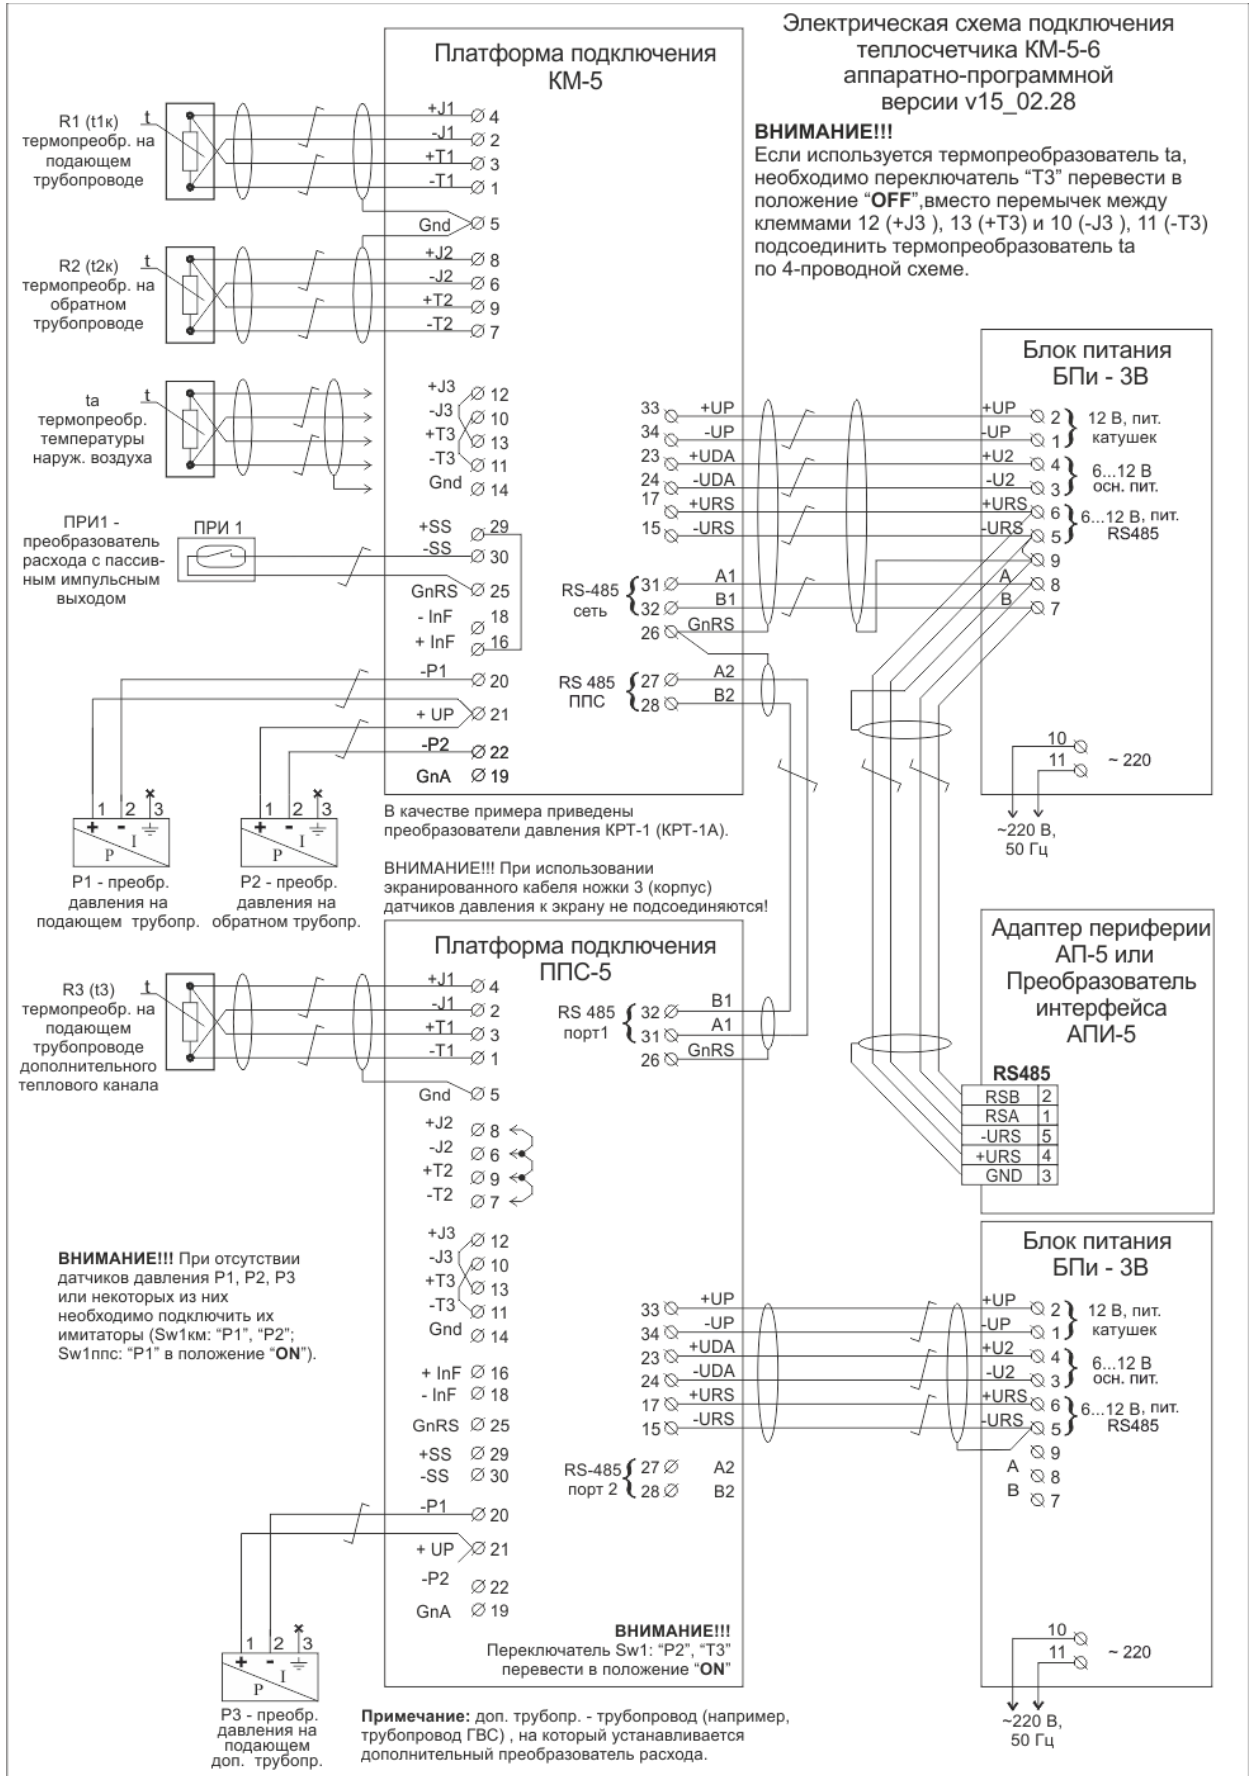 Электрическая схема подключения
теплосчетчика КМ-5-6
аппаратно-программной
версии v15_02.28
ВНИМАНИЕ!!!
Если используется термопреобразователь ta,
необходимо переключатель “Т3” перевести в
положение “OFF”,вместо перемычек между
клеммами 12 (+J3 ), 13 (+T3) и 10 (-J3 ), 11 (-T3)
подсоединить термопреобразователь ta
по 4-проводной схеме.
Платформа подключения
КМ-5
R1 (t1к)
термопреобр. на
подающем
трубопроводе
t
+J1 4
-J1 2
+T1 3
-T1 1
Gnd 5
R2 (t2к)
термопреобр. на
обратном
трубопроводе
t
+J2 8
-J2 6
+T2 9
-T2 7
ta
термопреобр.
температуры
наруж. воздуха
t
+J3 12
-J3 10
+T3 13
-T3 11
Gnd 14
ПРИ1 -
преобразователь
расхода с пассив-
ным импульсным
выходом
ПРИ 1
+SS 29
-SS 30
GnRS 25
- InF 18
+ InF 16
-P1 20
+ UP 21
-P2 22
GnA 19
33 +UP
34 -UP
23 +UDA
24 -UDA
17 +URS
15 -URS
RS-485
сеть
31 A1
32 B1
26 GnRS
RS 485
ППС
27 A2
28 B2
Блок питания
БПи - 3В
+UP 2
-UP 1
12 В, пит.
катушек
+U2 4
-U2 3
6...12 В
осн. пит.
+URS 6
-URS 5
6...12 В, пит.
RS485
9
A 8
B 7
10
11
~ 220
~220 В,
50 Гц
1 2 3
+ -
P I
P1 - преобр.
давления на
подающем трубопр.
1 2 3
+ -
P I
P2 - преобр.
давления на
обратном трубопр.
В качестве примера приведены
преобразователи давления КРТ-1 (КРТ-1А).
ВНИМАНИЕ!!! При использовании
экранированного кабеля ножки 3 (корпус)
датчиков давления к экрану не подсоединяются!
Платформа подключения
ППС-5
R3 (t3)
термопреобр. на
подающем
трубопроводе
дополнительного
теплового канала
t
+J1 4
-J1 2
+T1 3
-T1 1
Gnd 5
+J2 8
-J2 6
+T2 9
-T2 7
+J3 12
-J3 10
+T3 13
-T3 11
Gnd 14
+ InF 16
- InF 18
GnRS 25
+SS 29
-SS 30
-P1 20
+ UP 21
-P2 22
GnA 19
RS 485
порт1
32 B1
31 A1
26 GnRS
33 +UP
34 -UP
23 +UDA
24 -UDA
17 +URS
15 -URS
RS-485
порт 2
27 A2
28 B2
ВНИМАНИЕ!!!
Переключатель Sw1: “P2”, “T3”
перевести в положение “ON”
Адаптер периферии
АП-5 или
Преобразователь
интерфейса
АПИ-5
RS485
RSB 2
RSA 1
-URS 5
+URS 4
GND 3
Блок питания
БПи - 3В
+UP 2
-UP 1
12 В, пит.
катушек
+U2 4
-U2 3
6...12 В
осн. пит.
+URS 6
-URS 5
6...12 В, пит.
RS485
9
A 8
B 7
10
11
~ 220
~220 В,
50 Гц
ВНИМАНИЕ!!! При отсутствии
датчиков давления P1, P2, P3
или некоторых из них
необходимо подключить их
имитаторы (Sw1км: “P1”, “P2”;
Sw1ппс: “P1” в положение “ON”).
1 2 3
+ -
P I
P3 - преобр.
давления на
подающем
доп. трубопр.
Примечание: доп. трубопр. - трубопровод (например,
трубопровод ГВС) , на который устанавливается
дополнительный преобразователь расхода.